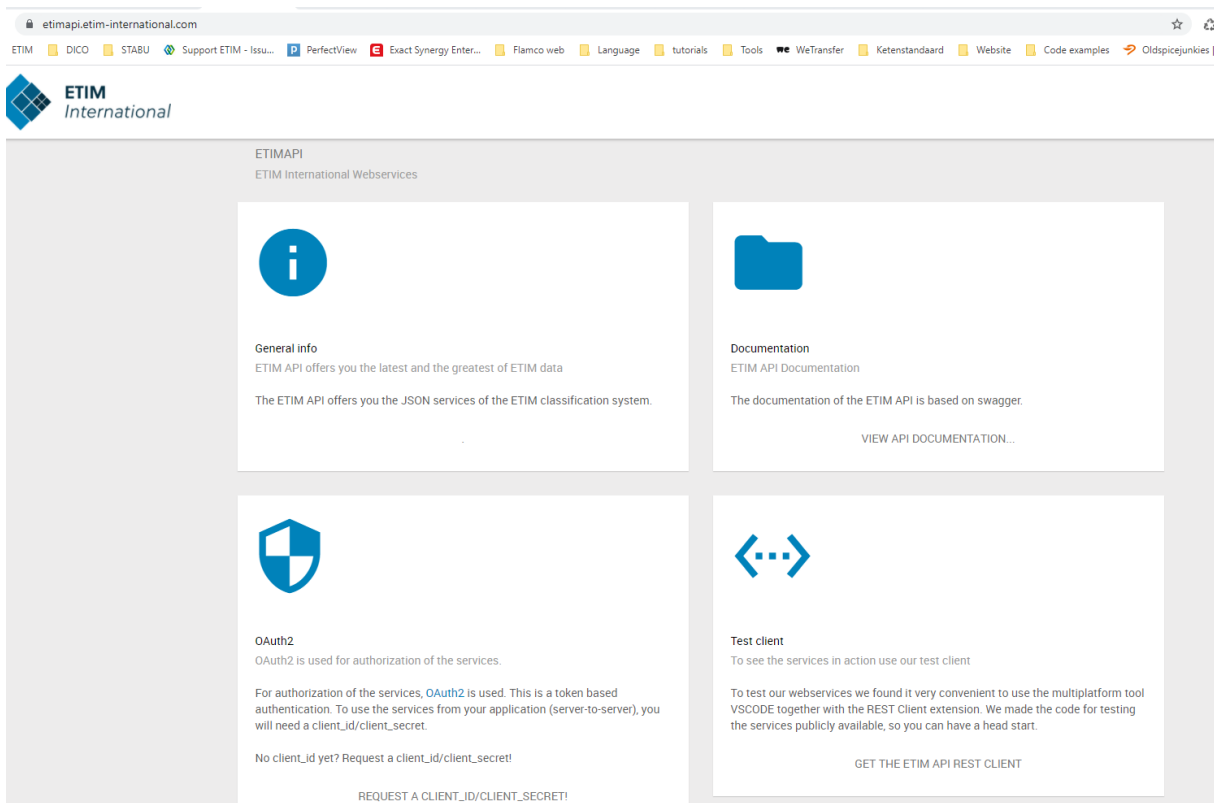 etimapi.etim-international.com
ETIM DICO STABU Support ETIM - Issu... PerfectView Exact Synergy Enter... Flamco web Language tutorials Tools we WeTransfer Ketenstandaard Website Code examples Oldspicejunkies
ETIM
International
ETIMAPI
ETIM International Webservices
General info
ETIM API offers you the latest and the greatest of ETIM data
The ETIM API offers you the JSON services of the ETIM classification system.
.
Documentation
ETIM API Documentation
The documentation of the ETIM API is based on swagger.
VIEW API DOCUMENTATION...
OAuth2
OAuth2 is used for authorization of the services.
For authorization of the services, OAuth2 is used. This is a token based
authentication. To use the services from your application (server-to-server), you
will need a client_id/client_secret.
No client_id yet? Request a client_id/client_secret!
REQUEST A CLIENT_ID/CLIENT_SECRET!
Test client
To see the services in action use our test client
To test our webservices we found it very convenient to use the multiplatform tool
VSCODE together with the REST Client extension. We made the code for testing
the services publicly available, so you can have a head start.
GET THE ETIM API REST CLIENT